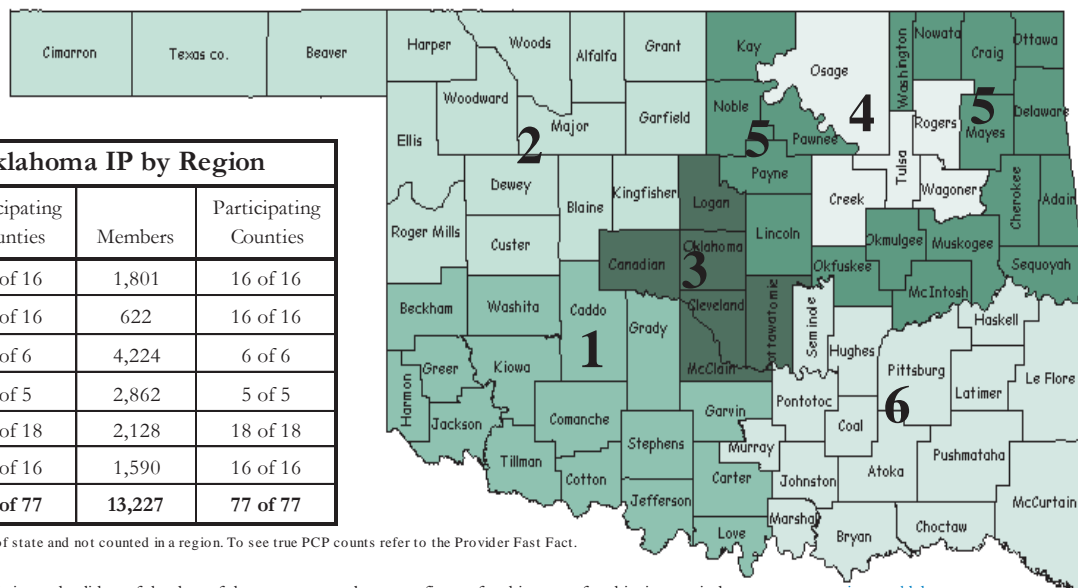 Cimarron Texas co. Beaver Harper Woods Alfalfa Grant Kay Osage Washington Nowata Craig Ottawa
Ellis Woodward Major Garfield Noble Pawnee Rogers Mayes Delaware
2 5 4 5
Dewey Blaine Kingfisher Logan Payne Creek Tulsa Wagoner Cherokee Adair
Roger Mills Custer Canadian Oklahoma Lincoln Okmulgee Muskogee Sequoyah
3
Beckham Washita Caddo Grady Cleveland Okfuskee McIntosh
1
Harmon Greer Kiowa McClain Seminole Hughes Pittsburg Haskell Latimer Le Flore
6
Jackson Comanche Garvin Pontotoc Coal
Tillman Cotton Stephens Murray Atoka Pushmataha
Jefferson Carter Johnston McCurtain
Love Marsha Bryan Choctaw
klahoma IP by Region
Members Participating
Counties
of 16 1,801 16 of 16
of 16 622 16 of 16
of 6 4,224 6 of 6
of 5 2,862 5 of 5
of 18 2,128 18 of 18
of 16 1,590 16 of 16
of 77 13,227 77 of 77
of state and not counted in a region. To see true PCP counts refer to the Provider Fast Fact.